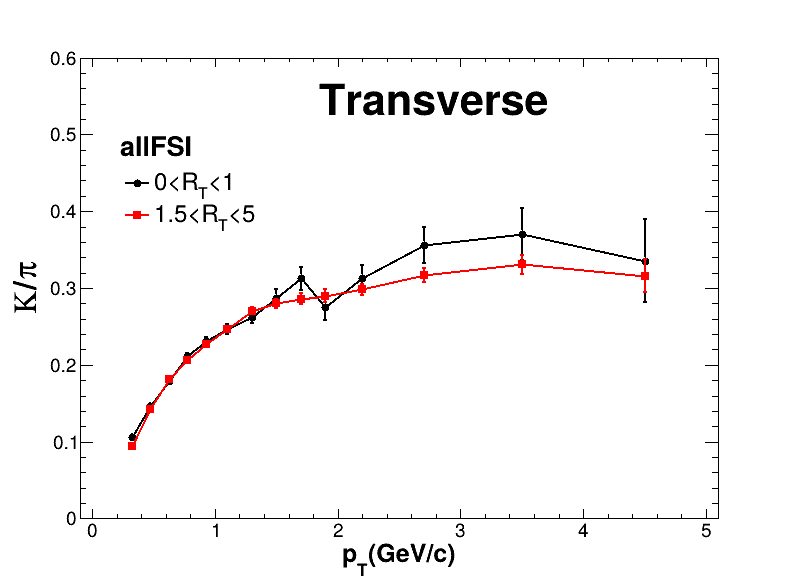 Transverse
allFSI
0<R_T<1
1.5<R_T<5
K/π
0.6
0.5
0.4
0.3
0.2
0.1
0
0 1 2 3 4 5
p_T(GeV/c)